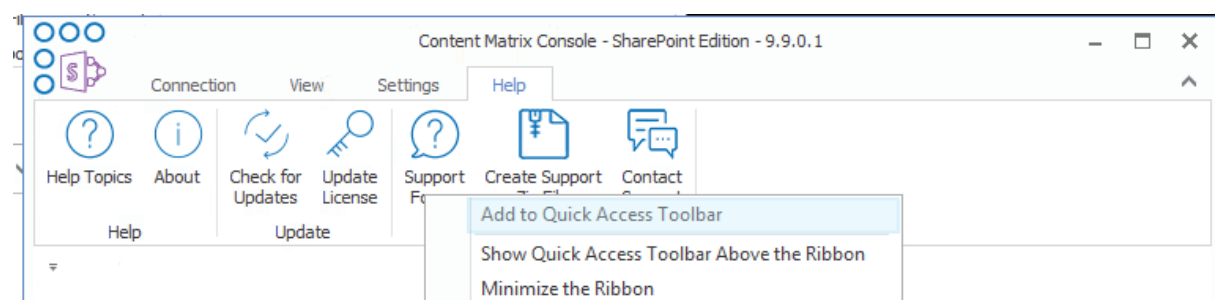 Content Matrix Console - SharePoint Edition - 9.9.0.1
Connection View Settings Help
Help Topics About Check for Updates Update License Support Create Support Contact
Help Update
Add to Quick Access Toolbar
Show Quick Access Toolbar Above the Ribbon
Minimize the Ribbon